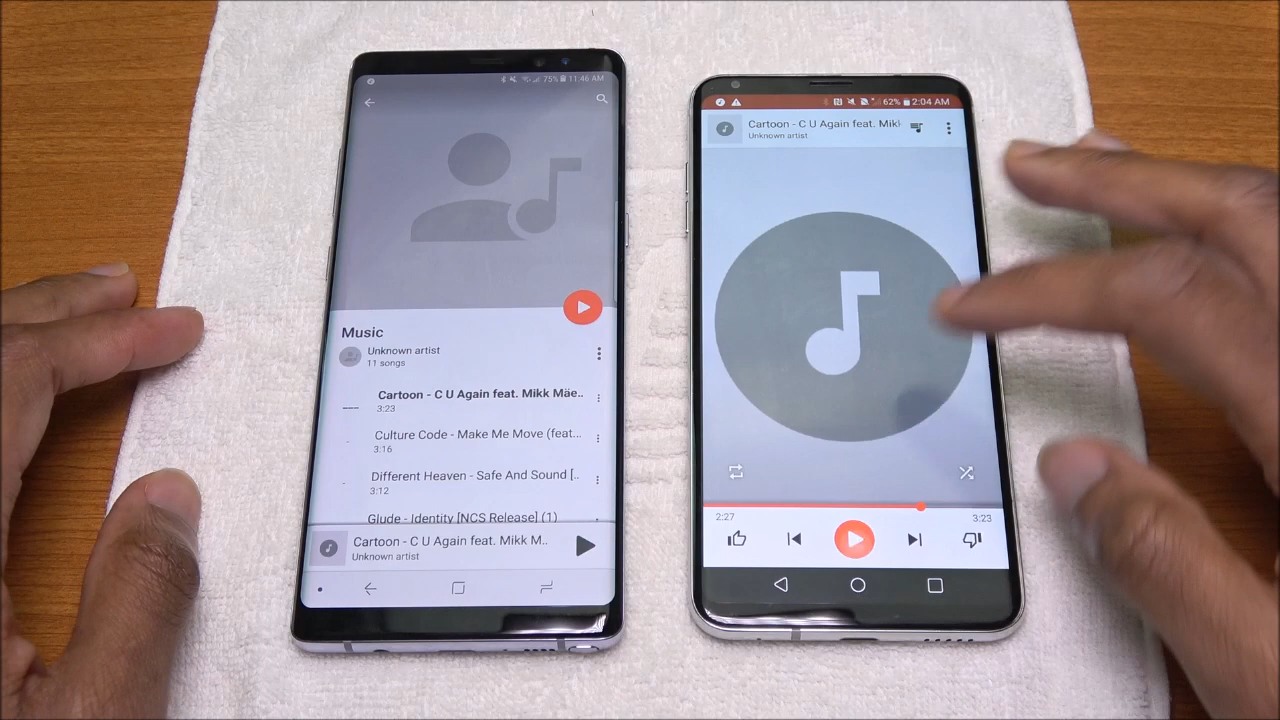 75% 11:46 AM
Music
Unknown artist
11 songs
Cartoon - C U Again feat. Mikk Mäe..
3:23
Culture Code - Make Me Move (feat...
3:16
Different Heaven - Safe And Sound [..
3:12
Glude - Identity [NCS Release] (1)
Cartoon - C U Again feat. Mikk M..
Unknown artist
62% 2:04 AM
Cartoon - C U Again feat. Mikk
Unknown artist
2:27
3:23